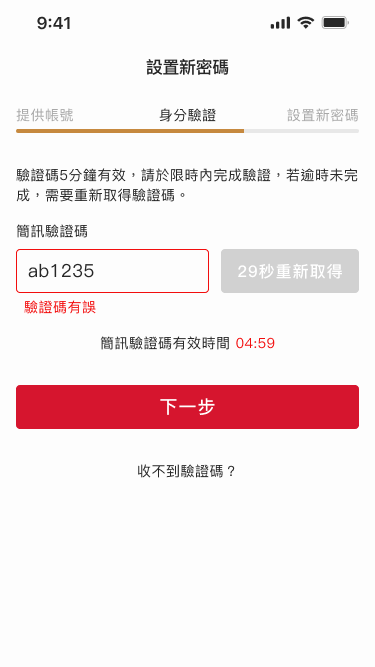 9:41
設置新密碼
提供帳號
身分驗證
設置新密碼
驗證碼5分鐘有效，請於限時內完成驗證，若逾時未完
成，需要重新取得驗證碼。
簡訊驗證碼
ab1235
29秒重新取得
驗證碼有誤
簡訊驗證碼有效時間 04:59
下一步
收不到驗證碼？